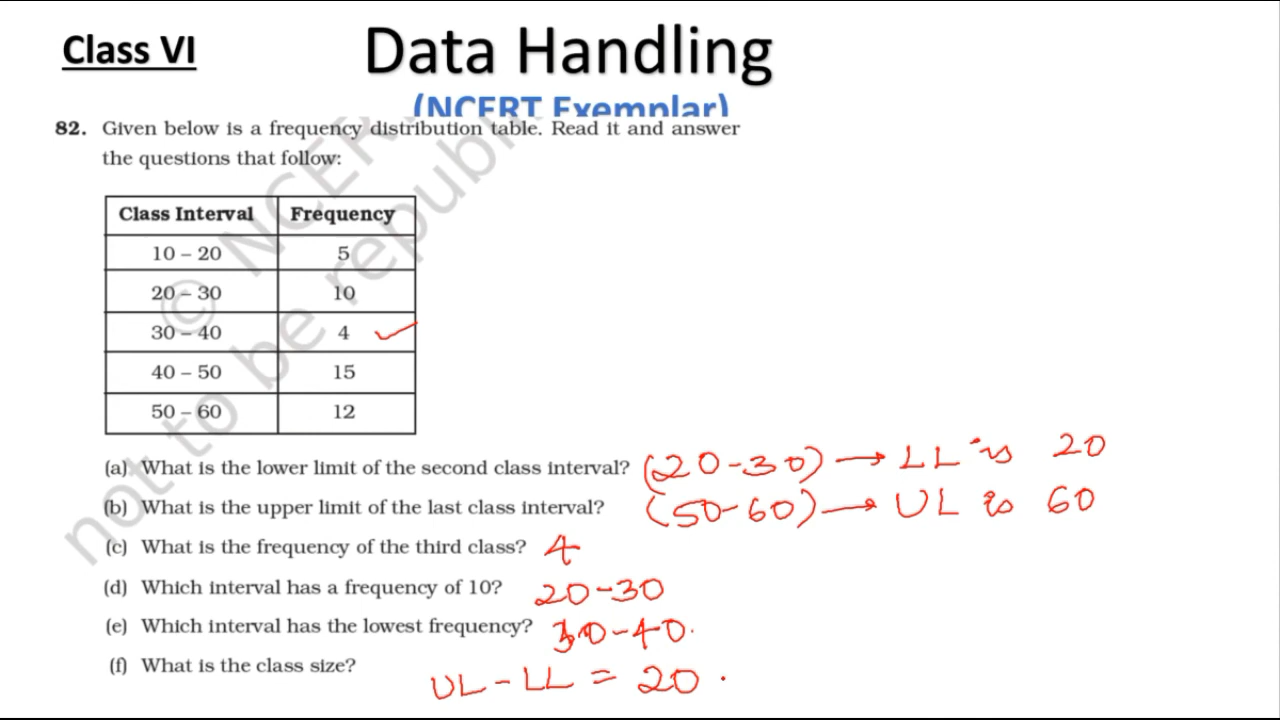 Class VI
Data Handling
(NCERT Exemplar)
82. Given below is a frequency distribution table. Read it and answer
the questions that follow:
Class Interval Frequency
10 – 20 5
20 – 30 10
30 – 40 4
40 – 50 15
50 – 60 12
(a) What is the lower limit of the second class interval? (20-30) → LL is 20
(b) What is the upper limit of the last class interval? (50-60) → UL is 60
(c) What is the frequency of the third class? 4
(d) Which interval has a frequency of 10? 20-30
(e) Which interval has the lowest frequency? 30-40.
(f) What is the class size? UL - LL = 20 .
© NCER
not to be republi